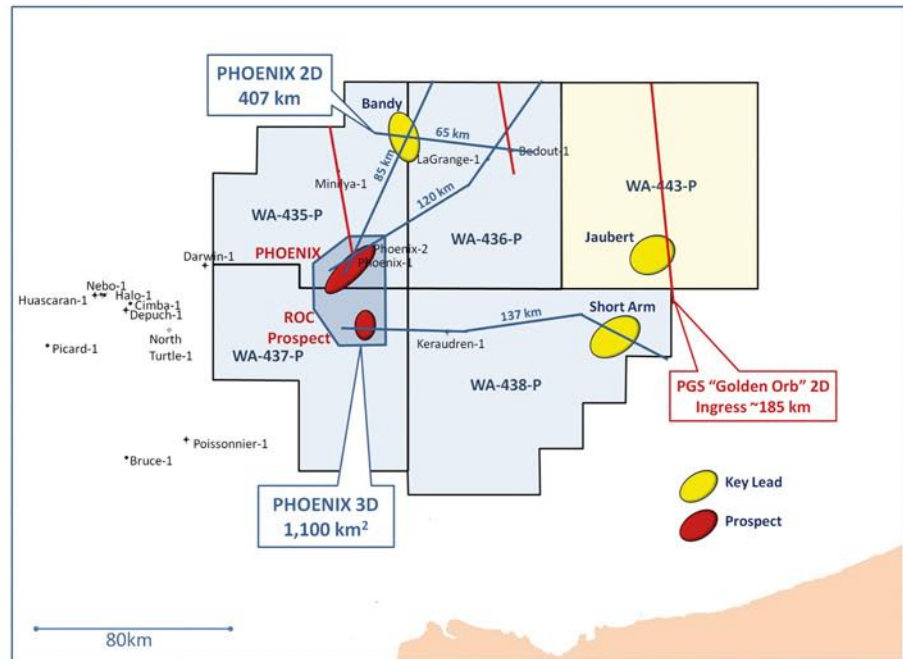 PHOENIX 2D
407 km
Bandy
65 km
LaGrange-1
Bedout-1
85 km
Minilya-1
120 km
WA-443-P
WA-435-P
WA-436-P
Jaubert
Darwin-1
PHOENIX
Phoenix-2
Phoenix-1
Nebo-1
Huascaran-1
Halo-1
Cimba-1
Depuch-1
North
Turtle-1
Picard-1
ROC
Prospect
WA-437-P
Short Arm
137 km
Keraudren-1
WA-438-P
PGS “Golden Orb” 2D
Ingress ~185 km
Poissonnier-1
Bruce-1
PHOENIX 3D
1,100 km²
Key Lead
Prospect
80km